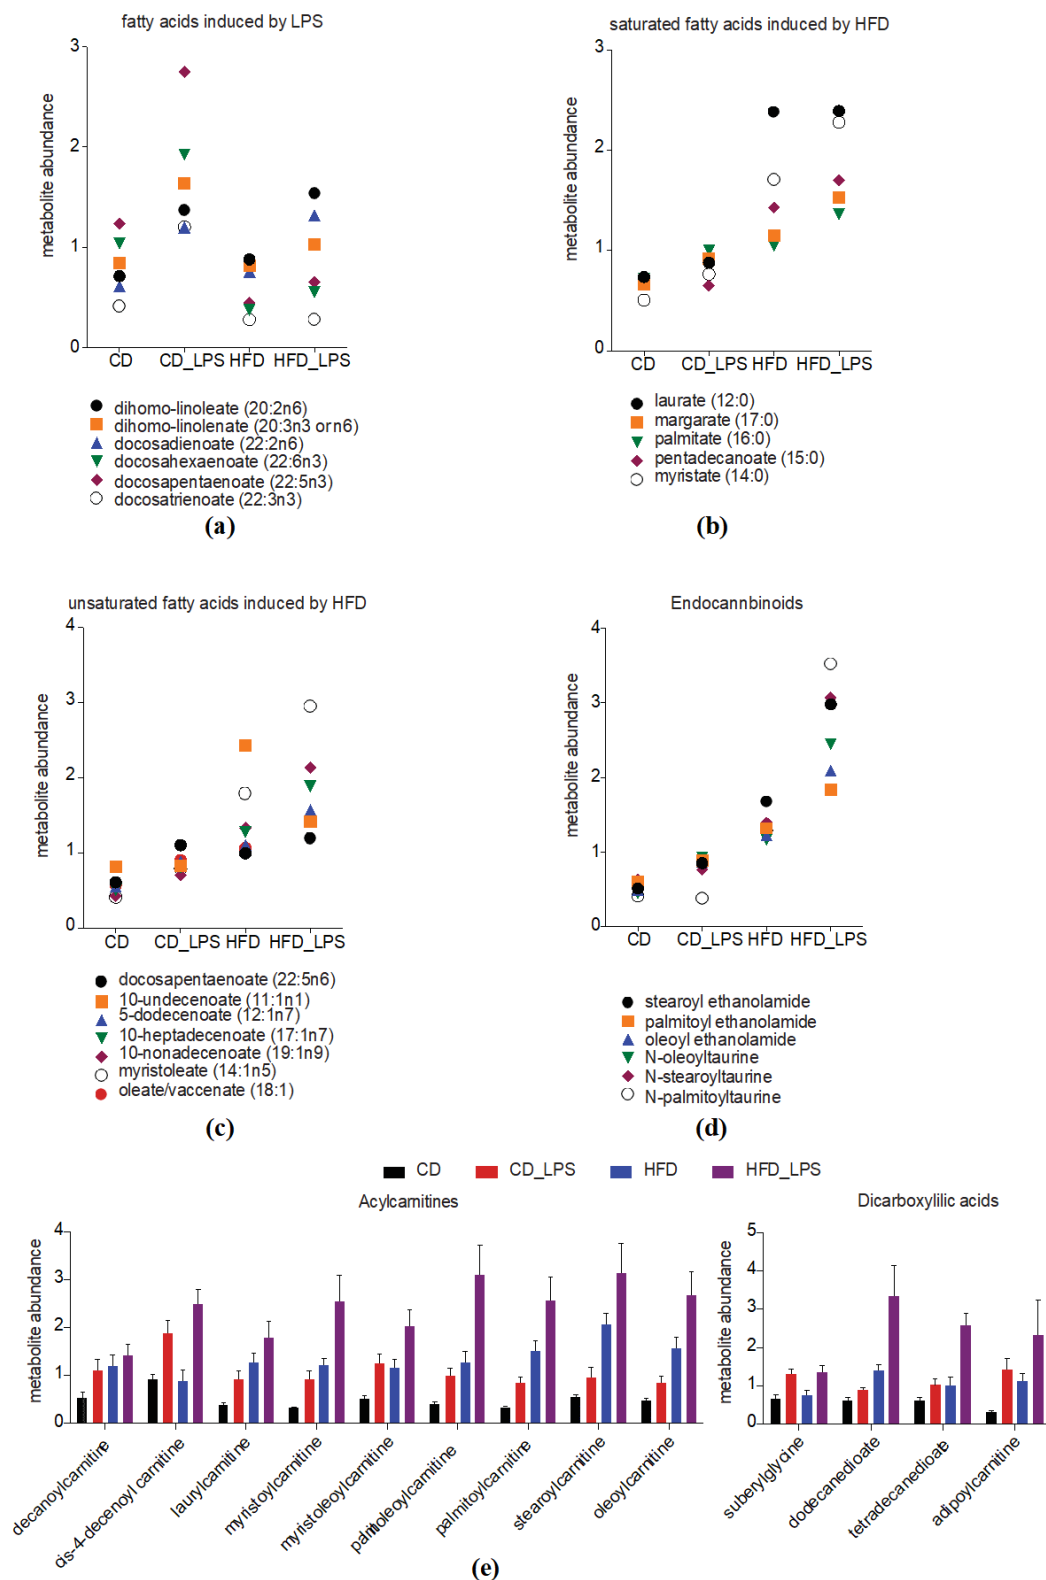 fatty acids induced by LPS
metabolite abundance
3
2
1
0
CD
CD_LPS
HFD
HFD_LPS
dihomo-linoleate (20:2n6)
dihomo-linolenate (20:3n3 orn6)
docosadienoate (22:2n6)
docosahexaenoate (22:6n3)
docosapentaenoate (22:5n3)
docosatrienoate (22:3n3)
(a)
saturated fatty acids induced by HFD
metabolite abundance
3
2
1
0
CD
CD_LPS
HFD
HFD_LPS
laurate (12:0)
margarate (17:0)
palmitate (16:0)
pentadecanoate (15:0)
myristate (14:0)
(b)
unsaturated fatty acids induced by HFD
metabolite abundance
4
3
2
1
0
CD
CD_LPS
HFD
HFD_LPS
docosapentaenoate (22:5n6)
10-undecenoate (11:1n1)
5-dodecenoate (12:1n7)
10-heptadecenoate (17:1n7)
10-nonadecenoate (19:1n9)
myristoleate (14:1n5)
oleate/vaccenate (18:1)
(c)
Endocannbinoids
metabolite abundance
4
3
2
1
0
CD
CD_LPS
HFD
HFD_LPS
stearoyl ethanolamide
palmitoyl ethanolamide
oleoyl ethanolamide
N-oleoyltaurine
N-stearoyltaurine
N-palmitoyltaurine
(d)
CD
CD_LPS
HFD
HFD_LPS
Acylcarnitines
metabolite abundance
4
3
2
1
0
decanoylcarnitine
cis-4-decenoyl carnitine
laurylcarnitine
myristoylcarnitine
myristoleoylcarnitine
palmitoleoylcarnitine
palmitoylcarnitine
stearoylcarnitine
oleoylcarnitine
Dicarboxylilic acids
metabolite abundance
5
4
3
2
1
0
suberylglycine
dodecanedioate
tetradecanedioate
adipoylcarnitine
(e)